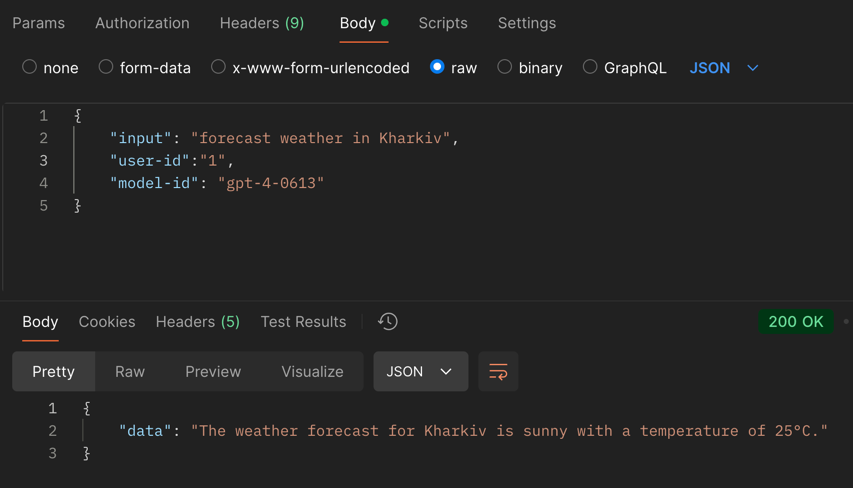 Params Authorization Headers (9) Body Scripts Settings
none form-data x-www-form-urlencoded raw binary GraphQL JSON
1 {
2 "input": "forecast weather in Kharkiv",
3 "user-id":"1",
4 "model-id": "gpt-4-0613"
5 }
Body Cookies Headers (5) Test Results 200 OK
Pretty Raw Preview Visualize JSON
1 {
2 "data": "The weather forecast for Kharkiv is sunny with a temperature of 25°C."
3 }